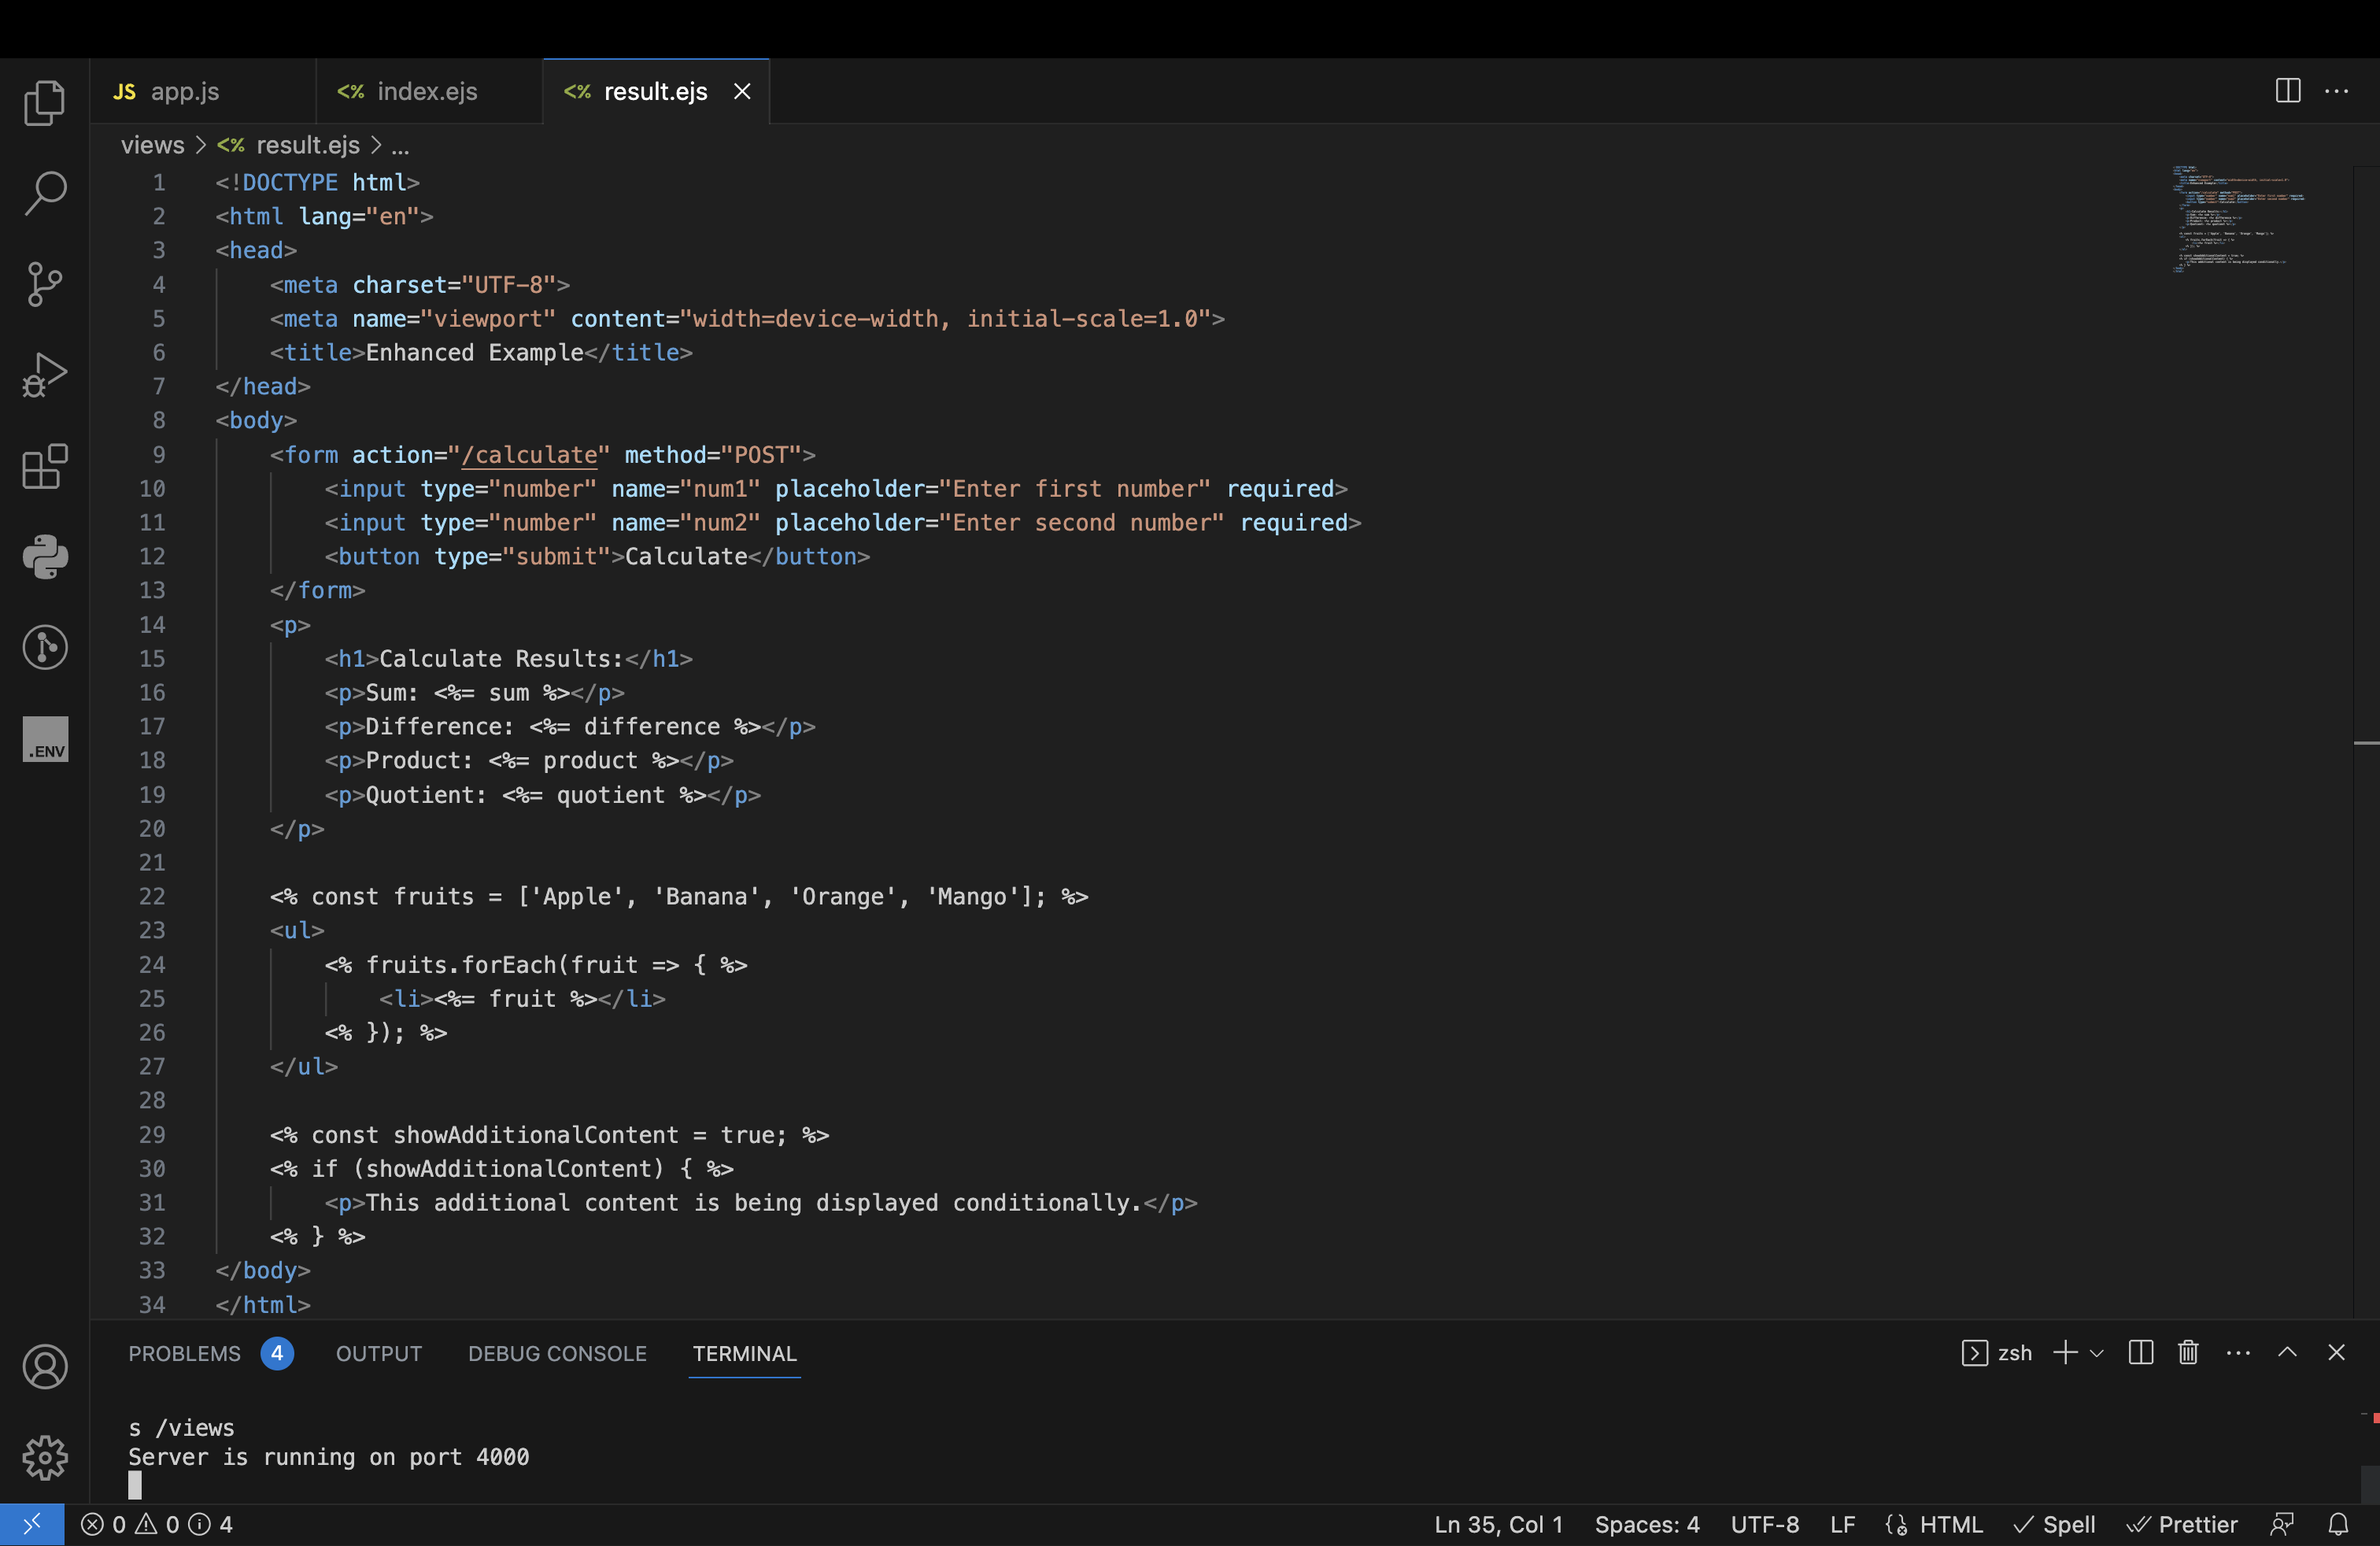 JS app.js <% index.ejs <% result.ejs
views > <% result.ejs > ...
1 <!DOCTYPE html>
2 <html lang="en">
3 <head>
4 <meta charset="UTF-8">
5 <meta name="viewport" content="width=device-width, initial-scale=1.0">
6 <title>Enhanced Example</title>
7 </head>
8 <body>
9 <form action="/calculate" method="POST">
10 <input type="number" name="num1" placeholder="Enter first number" required>
11 <input type="number" name="num2" placeholder="Enter second number" required>
12 <button type="submit">Calculate</button>
13 </form>
14 <p>
15 <h1>Calculate Results:</h1>
16 <p>Sum: <%= sum %></p>
17 <p>Difference: <%= difference %></p>
18 <p>Product: <%= product %></p>
19 <p>Quotient: <%= quotient %></p>
20 </p>
21
22 <% const fruits = ['Apple', 'Banana', 'Orange', 'Mango']; %>
23 <ul>
24 <% fruits.forEach(fruit => { %>
25 <li><%= fruit %></li>
26 <% }); %>
27 </ul>
28
29 <% const showAdditionalContent = true; %>
30 <% if (showAdditionalContent) { %>
31 <p>This additional content is being displayed conditionally.</p>
32 <% } %>
33 </body>
34 </html>
.ENV
PROBLEMS 4 OUTPUT DEBUG CONSOLE TERMINAL zsh
s /views
Server is running on port 4000
0 0 4 Ln 35, Col 1 Spaces: 4 UTF-8 LF HTML Spell Prettier